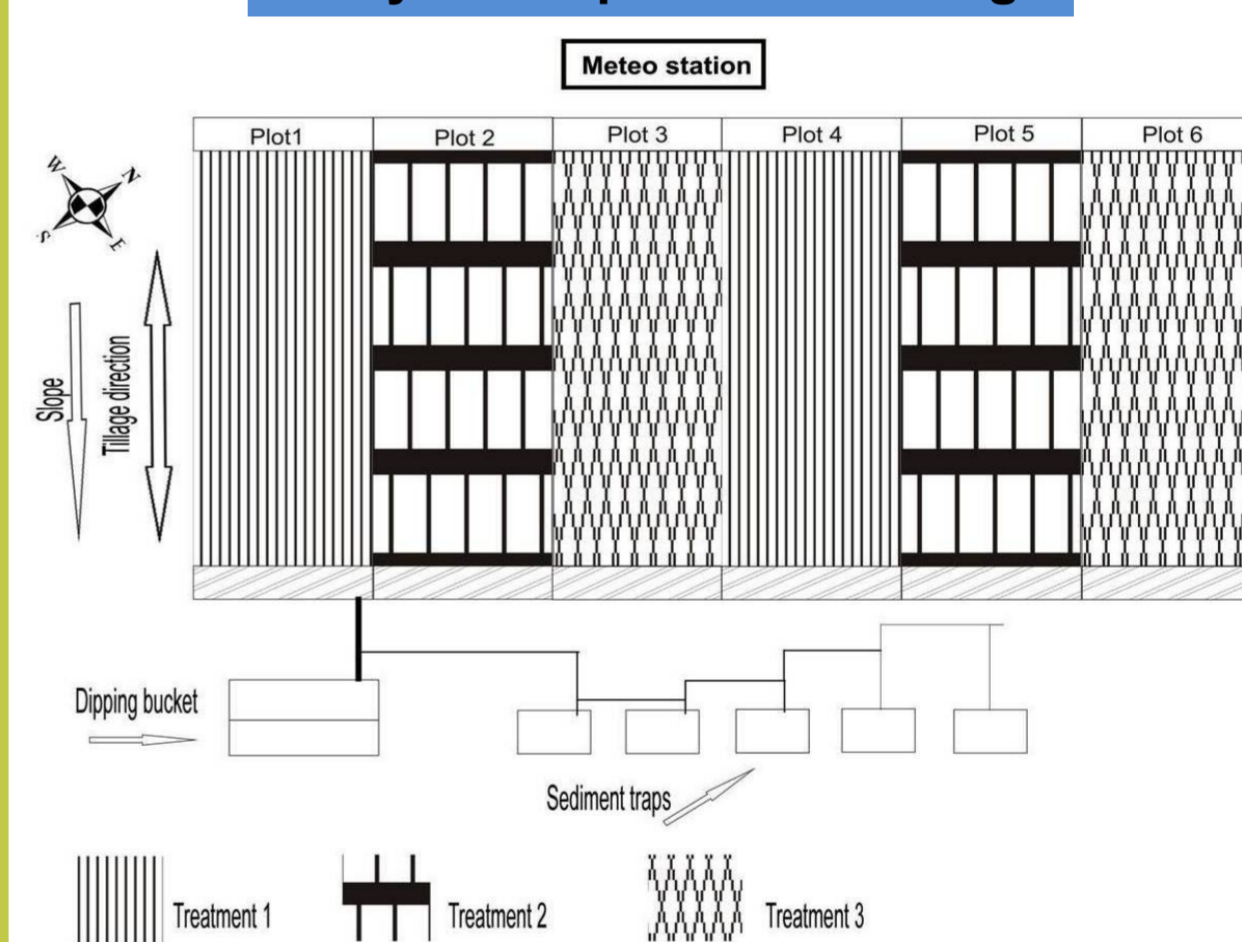 Meteo station
Plot1 Plot 2 Plot 3 Plot 4 Plot 5 Plot 6
W N
S E
Slope
Tillage direction
Dipping bucket
Sediment traps
Treatment 1 Treatment 2 Treatment 3